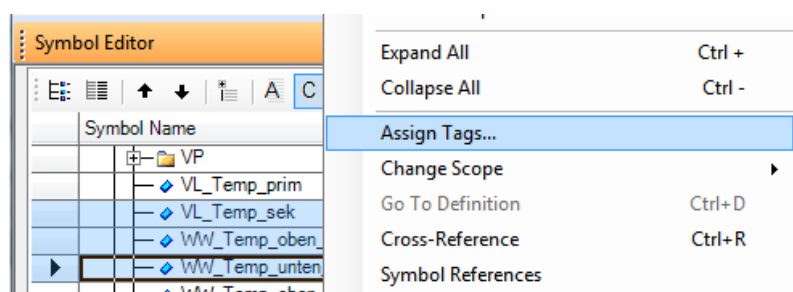 Symbol Editor
A C
Symbol Name
VP
VL_Temp_prim
VL_Temp_sek
WW_Temp_oben_
WW_Temp_unten_
Expand All Ctrl +
Collapse All Ctrl -
Assign Tags...
Change Scope
Go To Definition Ctrl+D
Cross-Reference Ctrl+R
Symbol References